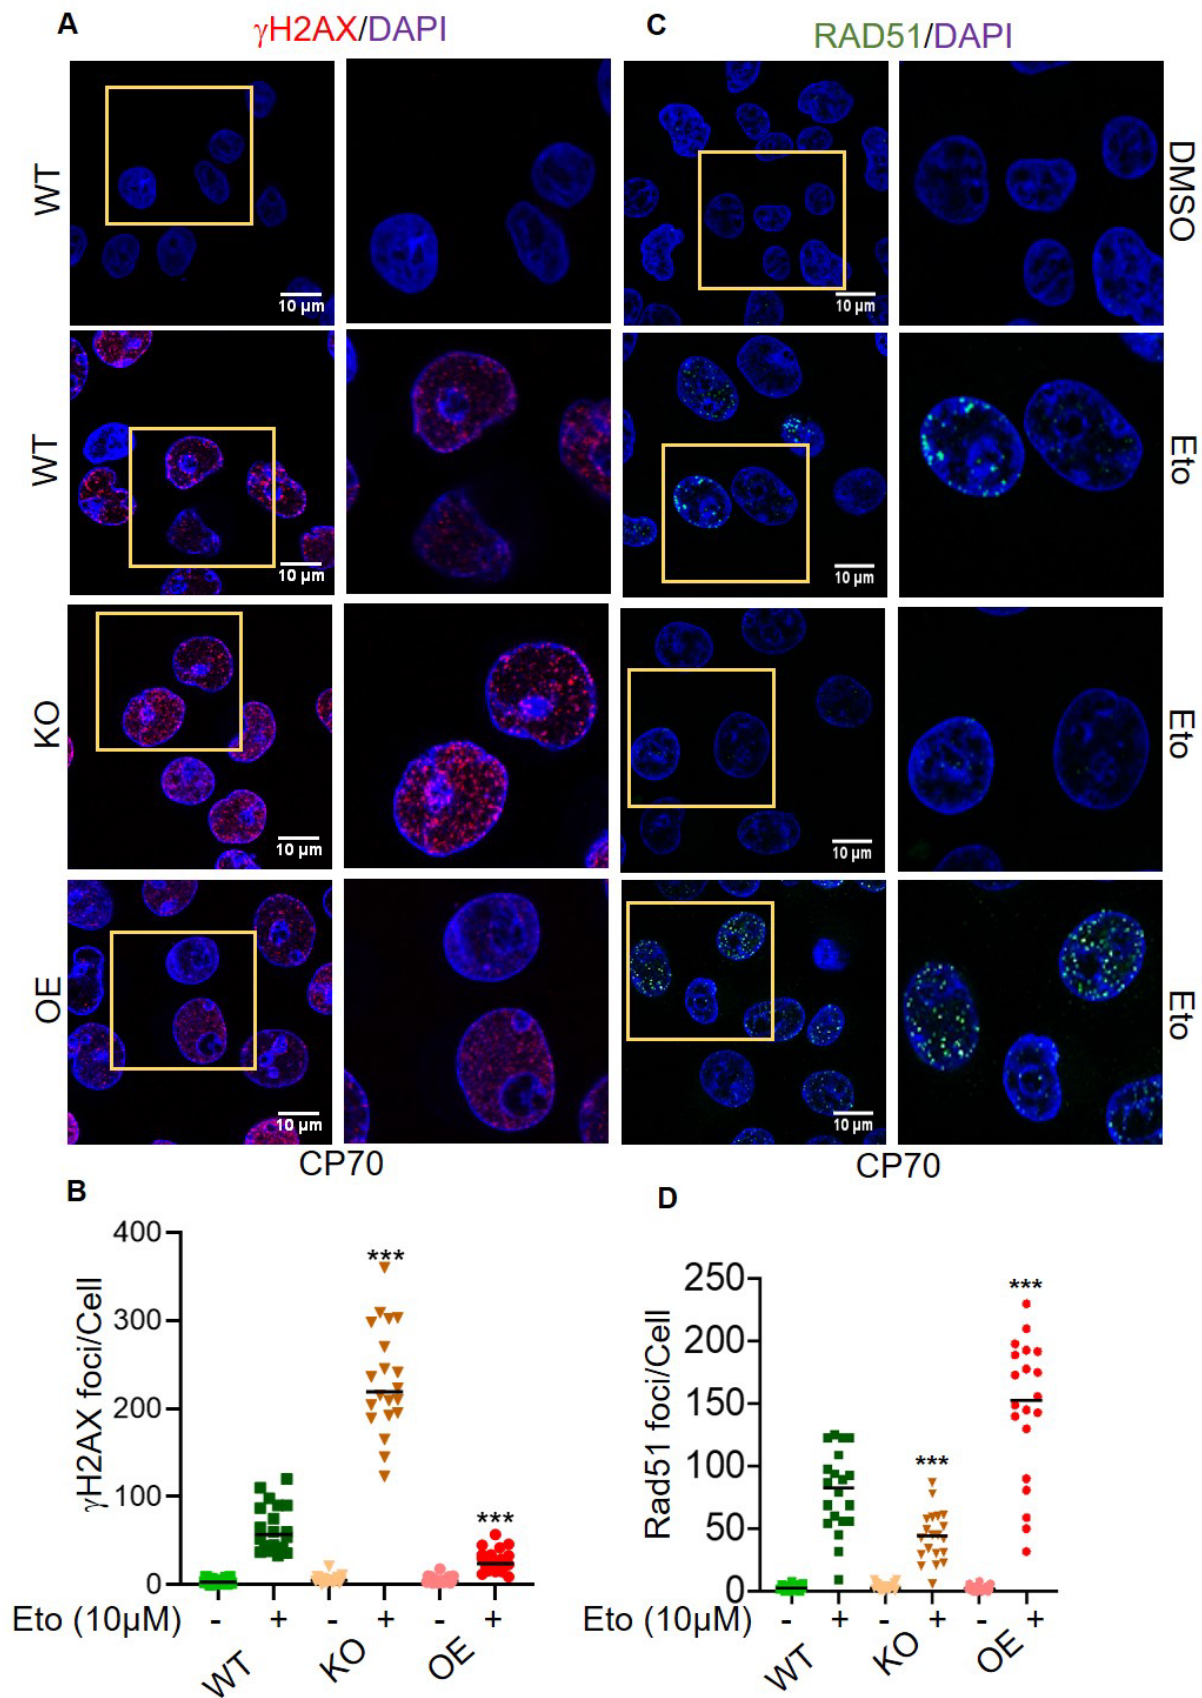 A
γH2AX/DAPI
C
RAD51/DAPI
WT
10 μm
10 μm
DMSO
WT
10 μm
10 μm
Eto
KO
10 μm
10 μm
Eto
OE
10 μm
10 μm
Eto
CP70
CP70
B
γH2AX foci/Cell
400
300
200
100
0
***
***
Eto (10μM) - + - + - +
WT KO OE
D
Rad51 foci/Cell
250
200
150
100
50
0
***
***
Eto (10μM) - + - + - +
WT KO OE